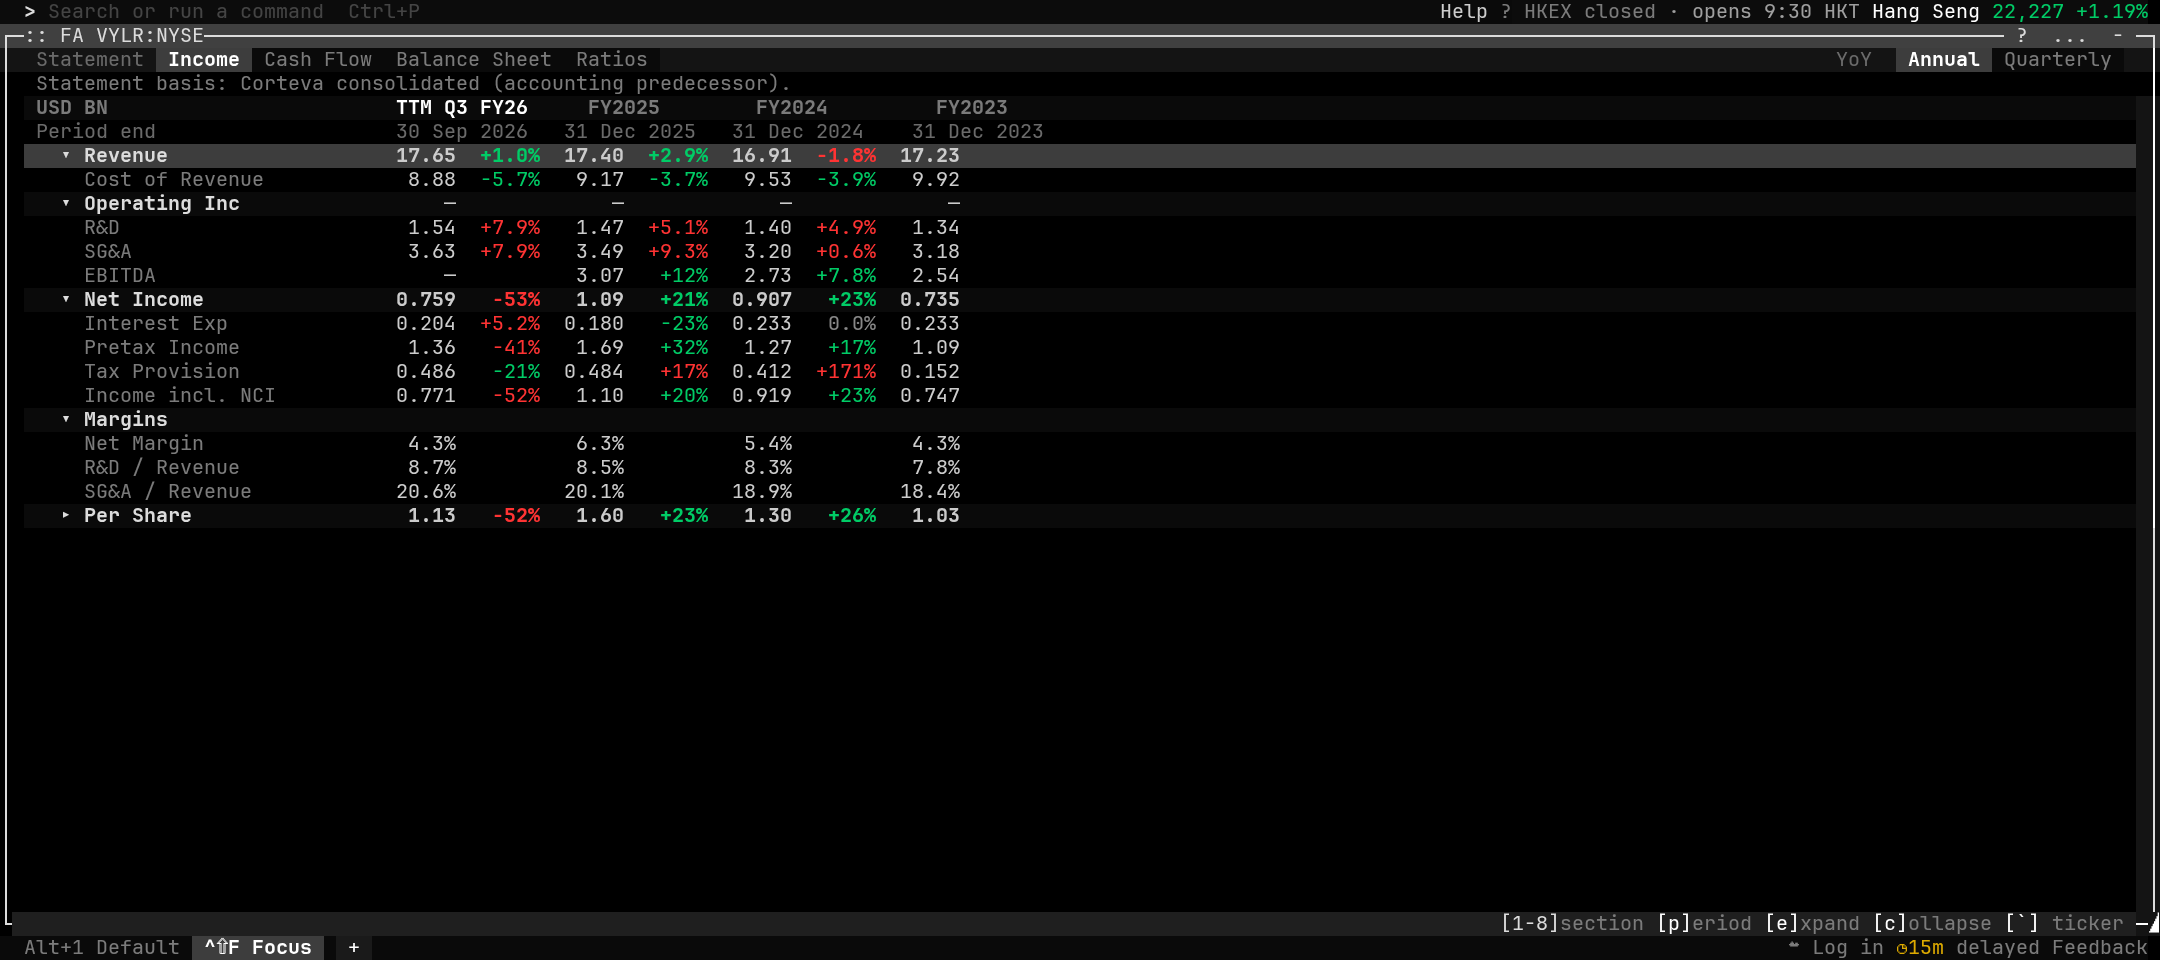 > Search or run a command  Ctrl+P  Help ? HKEX closed · opens 9:30 HKT Hang Seng 22,227 +1.19%
:: FA VYLR:NYSE ? ... -
Statement Income Cash Flow Balance Sheet Ratios YoY Annual Quarterly
Statement basis: Corteva consolidated (accounting predecessor).
USD BN TTM Q3 FY26 FY2025 FY2024 FY2023
Period end 30 Sep 2026 31 Dec 2025 31 Dec 2024 31 Dec 2023
▾ Revenue 17.65 +1.0% 17.40 +2.9% 16.91 -1.8% 17.23
Cost of Revenue 8.88 -5.7% 9.17 -3.7% 9.53 -3.9% 9.92
▾ Operating Inc — — — —
R&D 1.54 +7.9% 1.47 +5.1% 1.40 +4.9% 1.34
SG&A 3.63 +7.9% 3.49 +9.3% 3.20 +0.6% 3.18
EBITDA — 3.07 +12% 2.73 +7.8% 2.54
▾ Net Income 0.759 -53% 1.09 +21% 0.907 +23% 0.735
Interest Exp 0.204 +5.2% 0.180 -23% 0.233 0.0% 0.233
Pretax Income 1.36 -41% 1.69 +32% 1.27 +17% 1.09
Tax Provision 0.486 -21% 0.484 +17% 0.412 +171% 0.152
Income incl. NCI 0.771 -52% 1.10 +20% 0.919 +23% 0.747
▾ Margins
Net Margin 4.3% 6.3% 5.4% 4.3%
R&D / Revenue 8.7% 8.5% 8.3% 7.8%
SG&A / Revenue 20.6% 20.1% 18.9% 18.4%
▸ Per Share 1.13 -52% 1.60 +23% 1.30 +26% 1.03
[1-8]section [p]eriod [e]xpand [c]ollapse [`] ticker
Alt+1 Default ^⇧F Focus + Log in 15m delayed Feedback